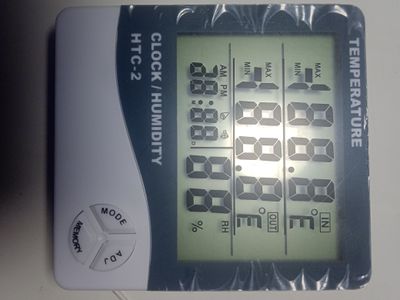 TEMPERATURE
MAX
MIN
-188.8°E
IN
MAX
MIN
-188.8°E
OUT
AM PM
38:88
88
RH
%
CLOCK / HUMIDITY
HTC-2
MODE
ADJ
MEMORY